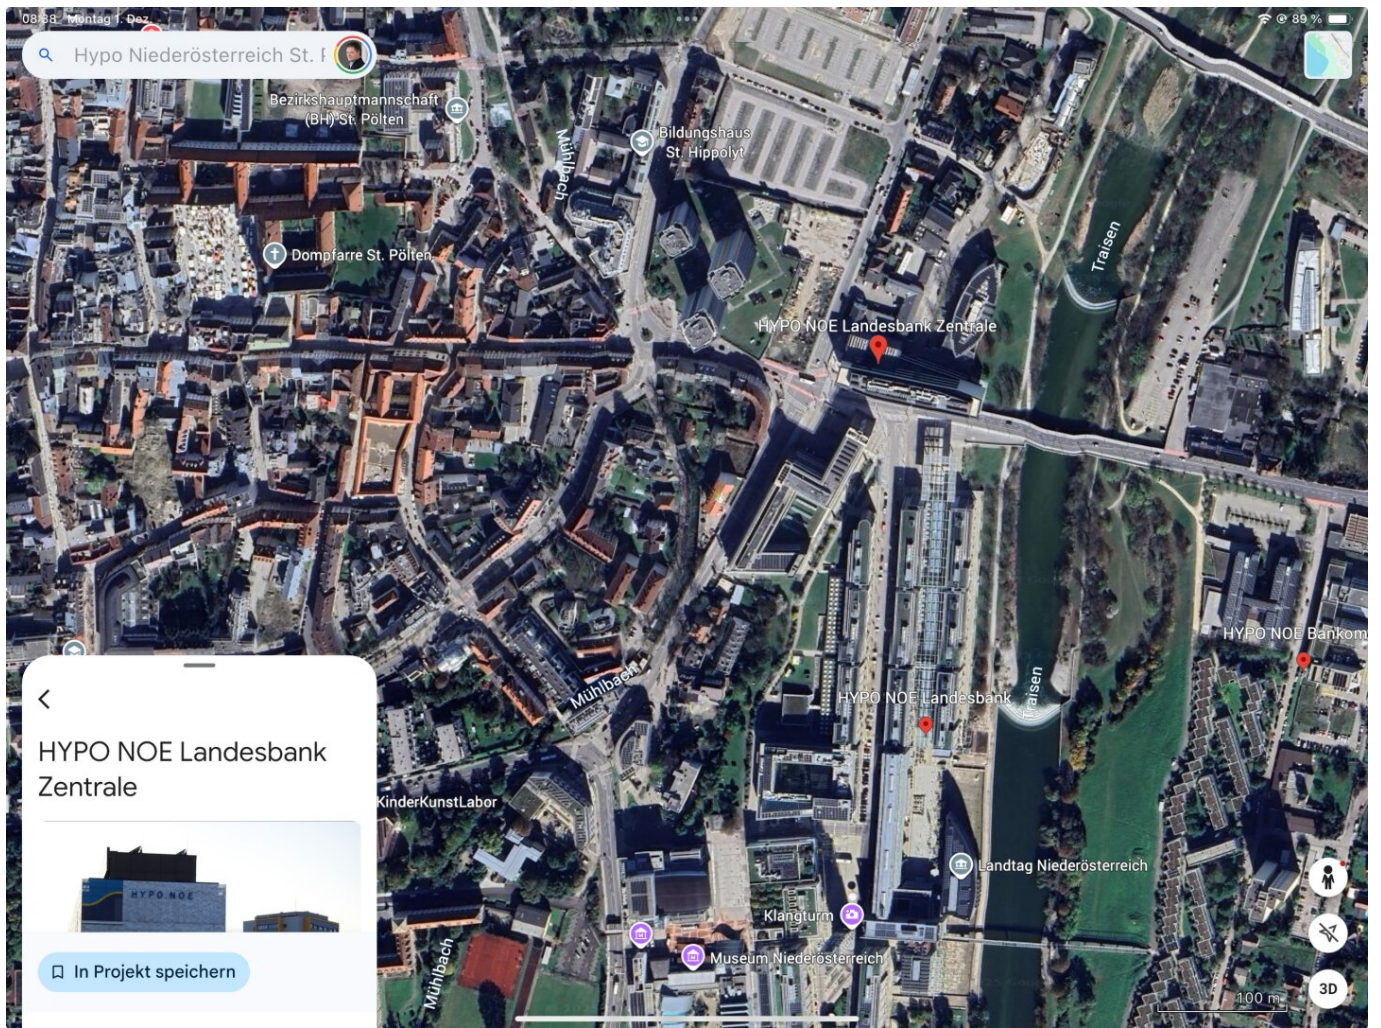 08:38 Montag 1. Dez.
89 %
Hypo Niederösterreich St. P
Bezirkshauptmannschaft
(BH) St. Pölten
Mühlbach
Bildungshaus
St. Hippolyt
Traisen
Dompfarre St. Pölten
HYPO NOE Landesbank Zentrale
HYPO NOE Bankom
Mühlbach
HYPO NOE Landesbank
Traisen
HYPO NOE Landesbank
Zentrale
KinderKunstLabor
HYPO NOE
Landtag Niederösterreich
Klangturm
Museum Niederösterreich
Mühlbach
In Projekt speichern
100 m
3D